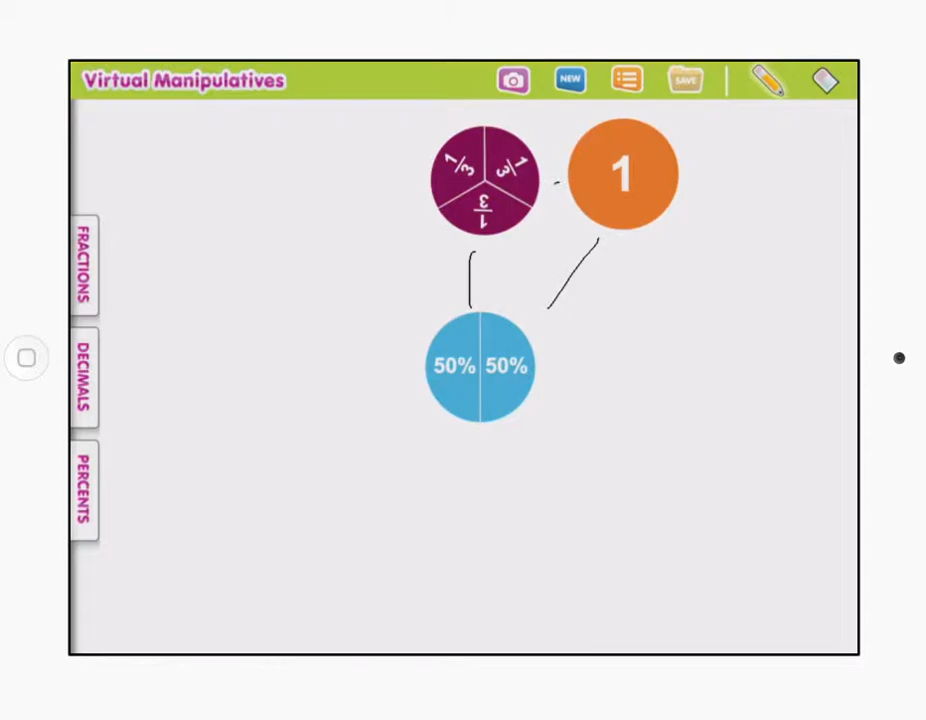 Virtual Manipulatives
NEW
SAVE
1/3 1/3
1/3
1
50% 50%
FRACTIONS
DECIMALS
PERCENTS